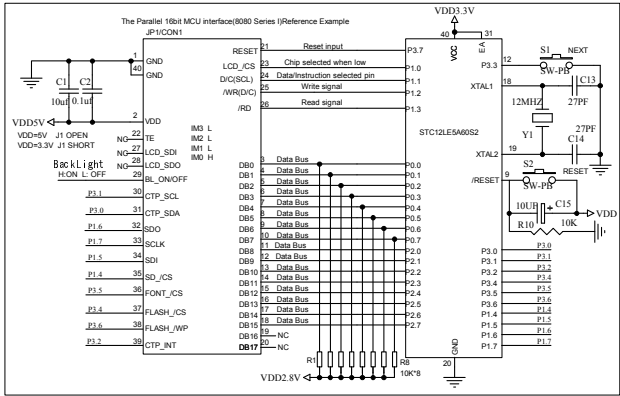 The Parallel 16bit MCU interface(8080 Series I)Reference Example
JP1/CON1
VDD3.3V
1 GND
40 GND
C1 C2
10uf 0.1uf
VDD5V
2 VDD
VDD=5V J1 OPEN
VDD=3.3V J1 SHORT
NC 22 TE
NC 27 LCD_SDI
NC 28 LCD_SDO
BackLight
H:ON L: OFF
29 BL_ON/OFF
P3.1 30 CTP_SCL
P3.0 31 CTP_SDA
P1.6 32 SDO
P1.7 33 SCLK
P1.5 34 SDI
P1.4 35 SD_/CS
P3.5 36 FONT_/CS
P3.4 37 FLASH_/CS
P3.6 38 FLASH_/WP
P3.2 39 CTP_INT
IM3 L
IM2 L
IM1 L
IM0 H
RESET 21 Reset input P3.7
LCD_/CS 23 Chip selected when low P1.0
D/C(SCL) 24 Data/Instruction selected pin P1.1
/WR(D/C) 25 Write signal P1.2
/RD 26 Read signal P1.3
DB0 3 Data Bus P0.0
DB1 4 Data Bus P0.1
DB2 5 Data Bus P0.2
DB3 6 Data Bus P0.3
DB4 7 Data Bus P0.4
DB5 8 Data Bus P0.5
DB6 9 Data Bus P0.6
DB7 10 Data Bus P0.7
DB8 11 Data Bus P2.0
DB9 12 Data Bus P2.1
DB10 13 Data Bus P2.2
DB11 14 Data Bus P2.3
DB12 15 Data Bus P2.4
DB13 16 Data Bus P2.5
DB14 17 Data Bus P2.6
DB15 18 Data Bus P2.7
DB16 19 NC
DB17 20 NC
R1 R8
10K*8
VDD2.8V
40 31
VCC EA
STC12LE5A60S2
P3.3 12
S1 NEXT
SW-PB
XTAL1 18
C13
27PF
12MHZ
Y1
27PF
C14
XTAL2 19
RESET
S2
/RESET 9
SW-PB
10UF C15
VDD
R10 10K
P3.0 P3.0
P3.1 P3.1
P3.2 P3.2
P3.4 P3.4
P3.5 P3.5
P3.6 P3.6
P1.4 P1.4
P1.5 P1.5
P1.6 P1.6
P1.7 P1.7
GND
20